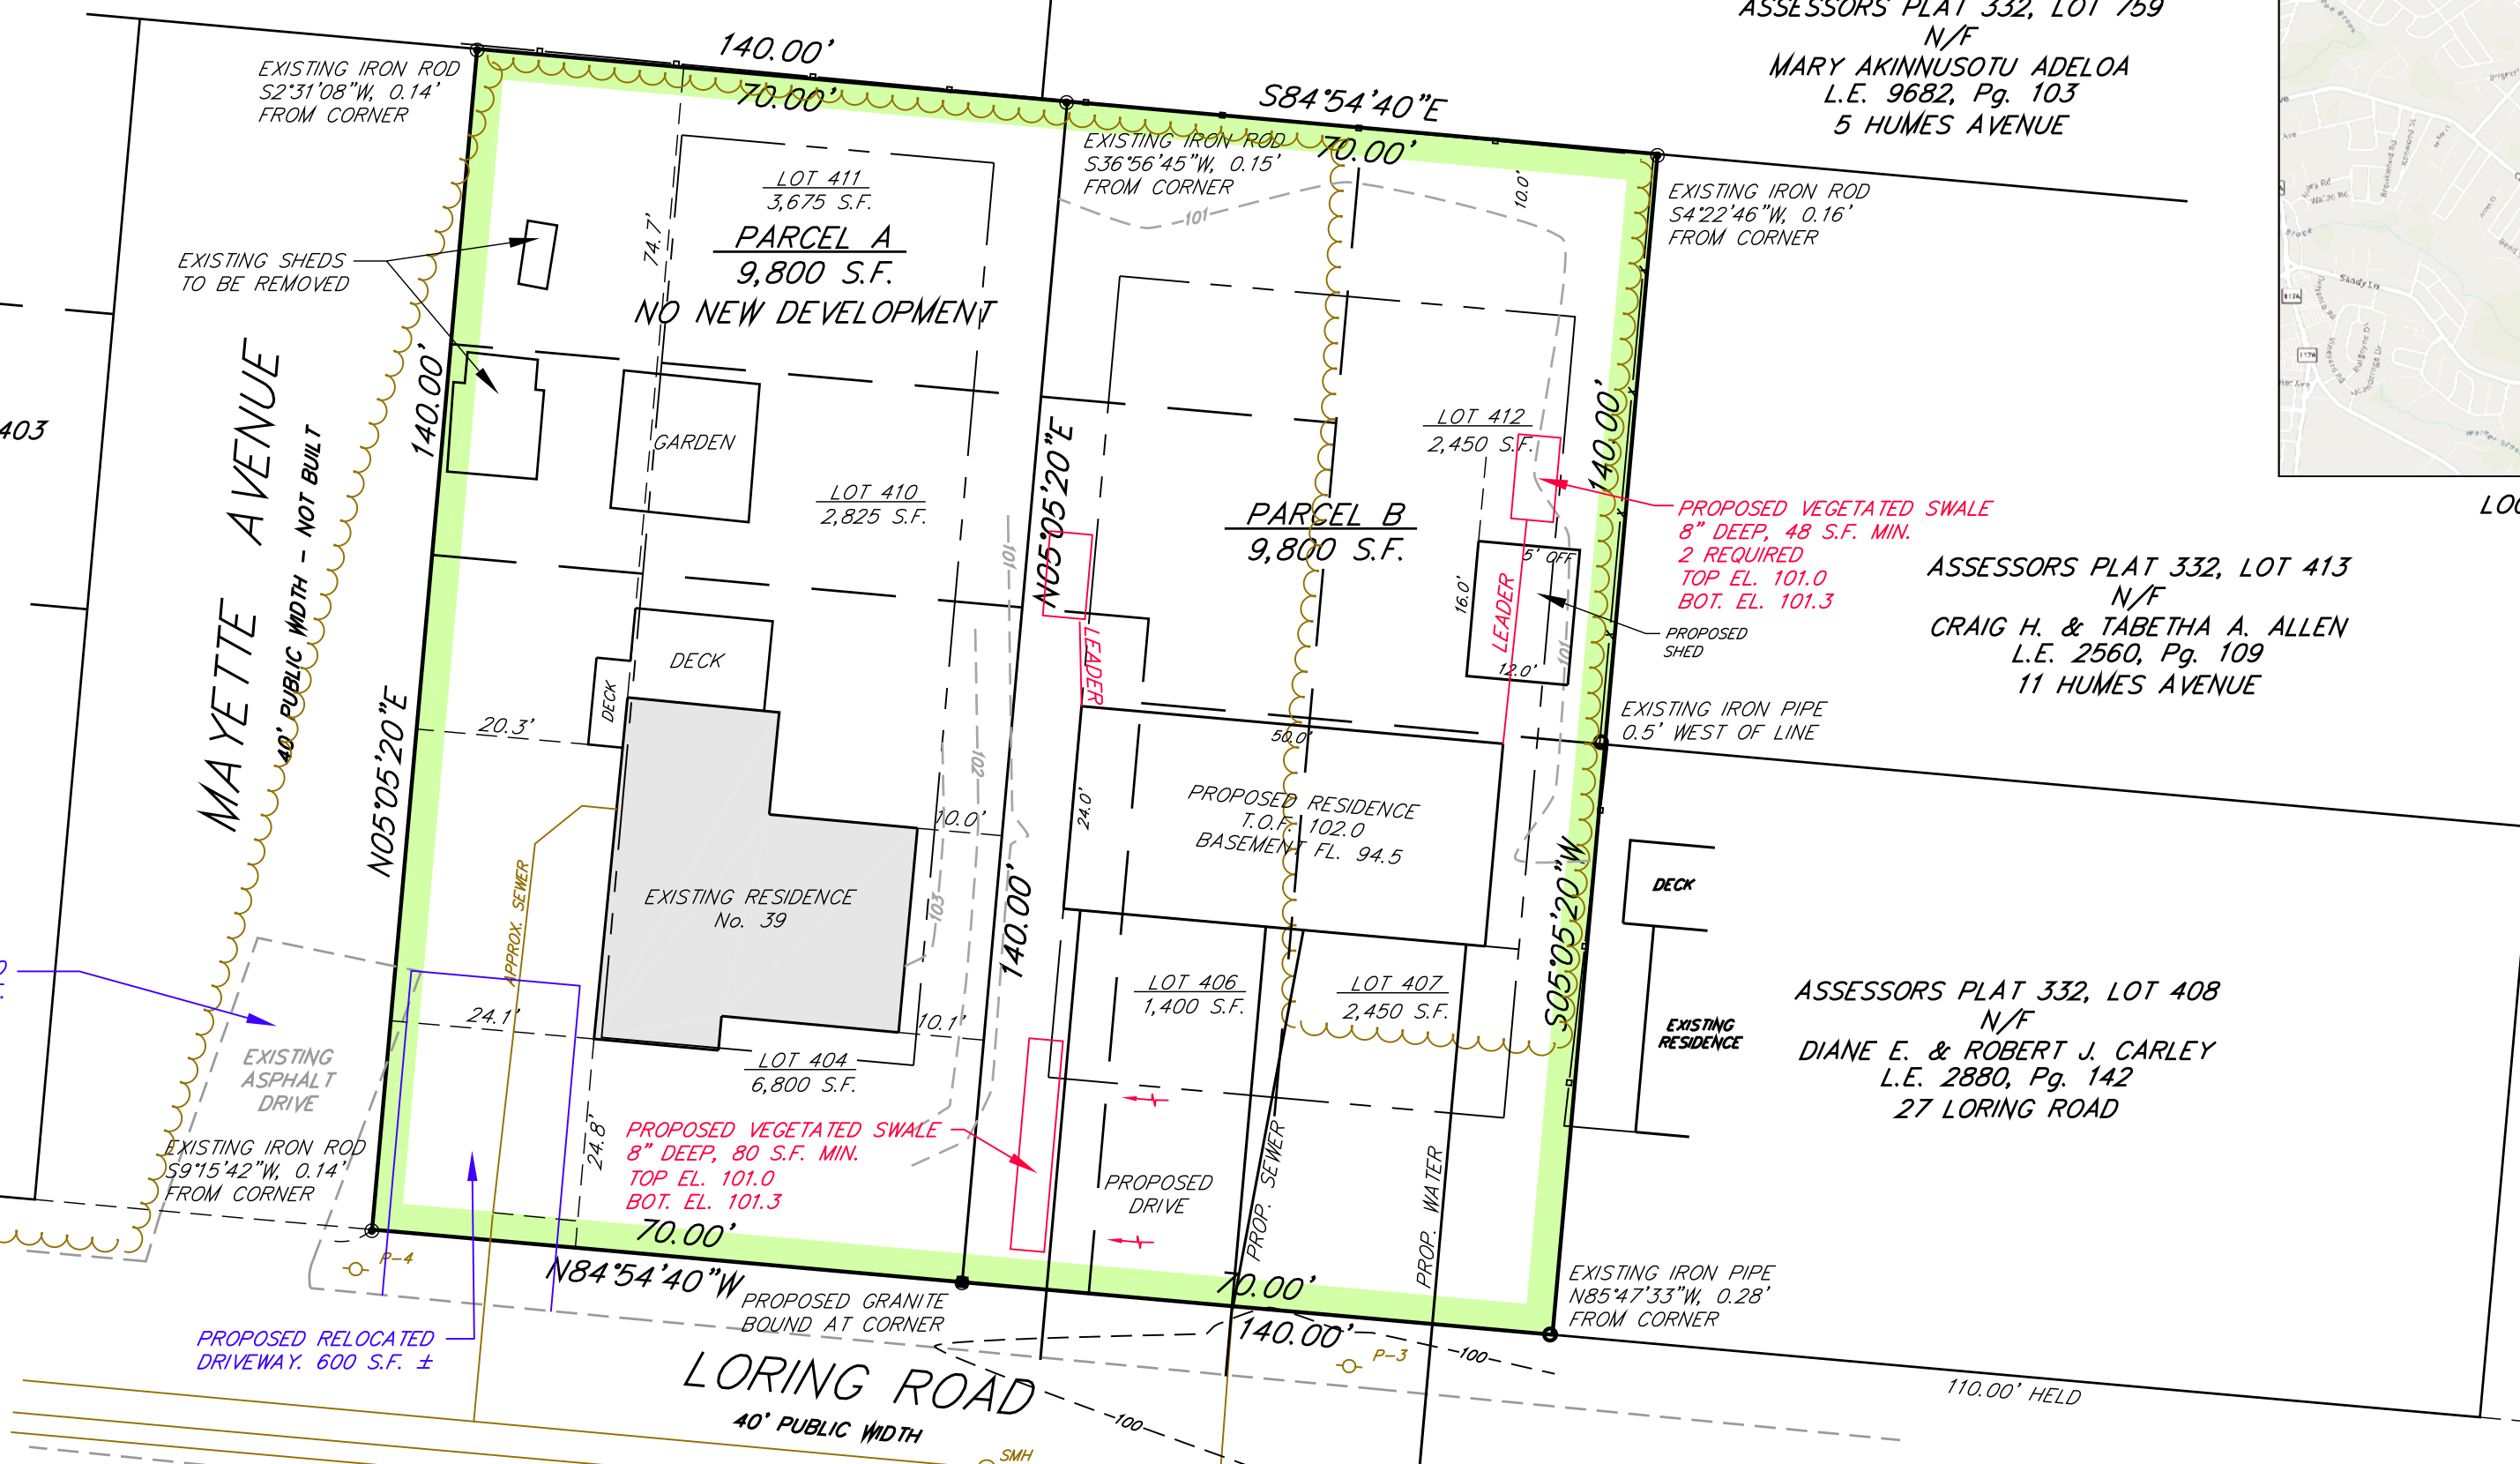 ASSESSORS PLAT 332, LOT 759
N/F
MARY AKINNUSOTU ADELOA
L.E. 9682, Pg. 103
5 HUMES AVENUE
140.00'
70.00'
S84°54'40"E
70.00'
EXISTING IRON ROD
S2°31'08"W, 0.14'
FROM CORNER
EXISTING IRON ROD
S36°56'45"W, 0.15'
FROM CORNER
EXISTING IRON ROD
S4°22'46"W, 0.16'
FROM CORNER
LOT 411
3,675 S.F.
PARCEL A
9,800 S.F.
NO NEW DEVELOPMENT
74.7'
101
10.0'
EXISTING SHEDS
TO BE REMOVED
140.00'
MAYETTE AVENUE
40' PUBLIC WIDTH - NOT BUILT
403
GARDEN
LOT 410
2,825 S.F.
N05°05'20"E
101
LOT 412
2,450 S.F.
140.00'
PARCEL B
9,800 S.F.
PROPOSED VEGETATED SWALE
8" DEEP, 48 S.F. MIN.
2 REQUIRED
TOP EL. 101.0
BOT. EL. 101.3
5' OFF
16.0'
LEADER
12.0'
101
PROPOSED
SHED
ASSESSORS PLAT 332, LOT 413
N/F
CRAIG H. & TABETHA A. ALLEN
L.E. 2560, Pg. 109
11 HUMES AVENUE
Sandy Ln
117A
DECK
DECK
LEADER
20.3'
N05°05'20"E
102
50.0'
EXISTING IRON PIPE
0.5' WEST OF LINE
10.0'
24.0'
PROPOSED RESIDENCE
T.O.F. 102.0
BASEMENT FL. 94.5
EXISTING RESIDENCE
No. 39
APPROX. SEWER
103
140.00'
S05°05'20"W
DECK
EXISTING
RESIDENCE
ASSESSORS PLAT 332, LOT 408
N/F
DIANE E. & ROBERT J. CARLEY
L.E. 2880, Pg. 142
27 LORING ROAD
LOT 406
1,400 S.F.
LOT 407
2,450 S.F.
24.1'
10.1'
LOT 404
6,800 S.F.
EXISTING
ASPHALT
DRIVE
EXISTING IRON ROD
S9°15'42"W, 0.14'
FROM CORNER
24.8'
PROPOSED VEGETATED SWALE
8" DEEP, 80 S.F. MIN.
TOP EL. 101.0
BOT. EL. 101.3
PROPOSED
DRIVE
PROP. SEWER
PROP. WATER
70.00'
N84°54'40"W
P-4
PROPOSED GRANITE
BOUND AT CORNER
70.00'
140.00'
EXISTING IRON PIPE
N85°47'33"W, 0.28'
FROM CORNER
PROPOSED RELOCATED
DRIVEWAY. 600 S.F. ±
LORING ROAD
40' PUBLIC WIDTH
P-3
100
100
110.00' HELD
SMH